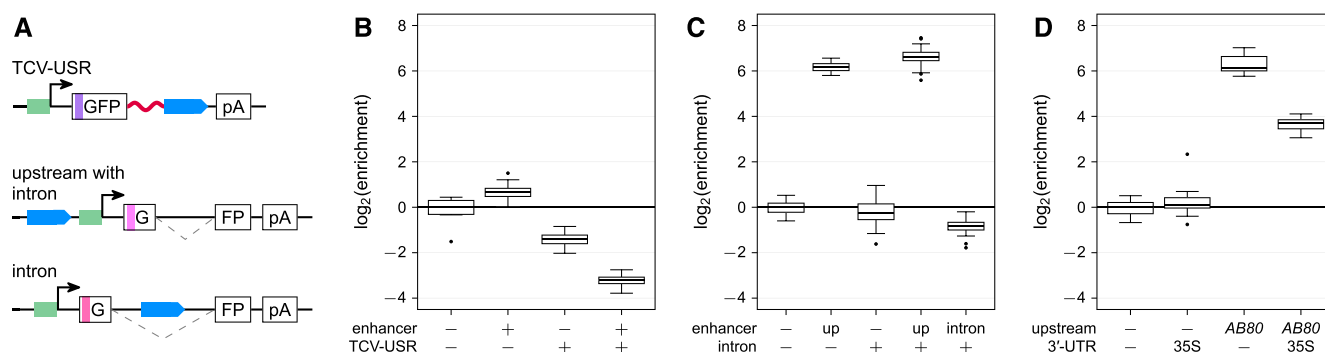 A
TCV-USR
GFP pA
upstream with
intron
G FP pA
intron
G FP pA
B
log2(enrichment)
8
6
4
2
0
−2
−4
enhancer − + − +
TCV-USR − − + +
C
log2(enrichment)
8
6
4
2
0
−2
−4
enhancer − up − up intron
intron − − + + +
D
log2(enrichment)
8
6
4
2
0
−2
−4
upstream − − AB80 AB80
3′-UTR − 35S − 35S